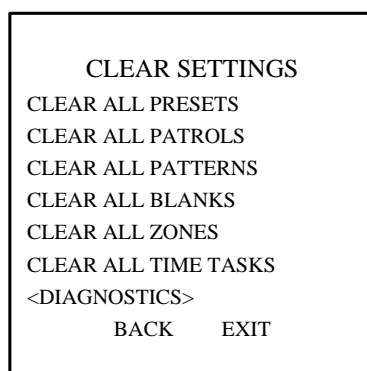 CLEAR SETTINGS
CLEAR ALL PRESETS
CLEAR ALL PATROLS
CLEAR ALL PATTERNS
CLEAR ALL BLANKS
CLEAR ALL ZONES
CLEAR ALL TIME TASKS
<DIAGNOSTICS>
BACK EXIT